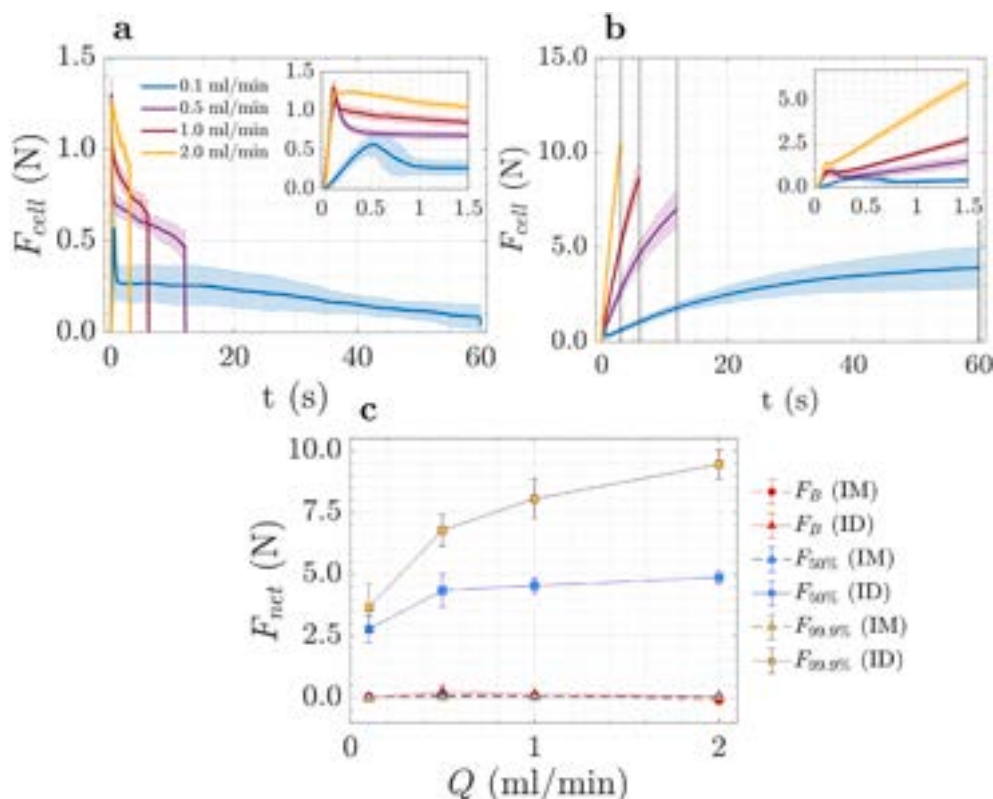 a
1.5
1.0
0.5
0.0
F_cell (N)
0.1 ml/min
0.5 ml/min
1.0 ml/min
2.0 ml/min
1.5
1.0
0.5
0.0
0 0.5 1 1.5
0 20 40 60
t (s)
b
15.0
10.0
5.0
0.0
F_cell (N)
5.0
2.5
0.0
0 0.5 1 1.5
0 20 40 60
t (s)
c
10.0
7.5
5.0
2.5
0.0
F_net (N)
0 1 2
Q (ml/min)
F_B (IM)
F_B (ID)
F_50% (IM)
F_50% (ID)
F_99.9% (IM)
F_99.9% (ID)